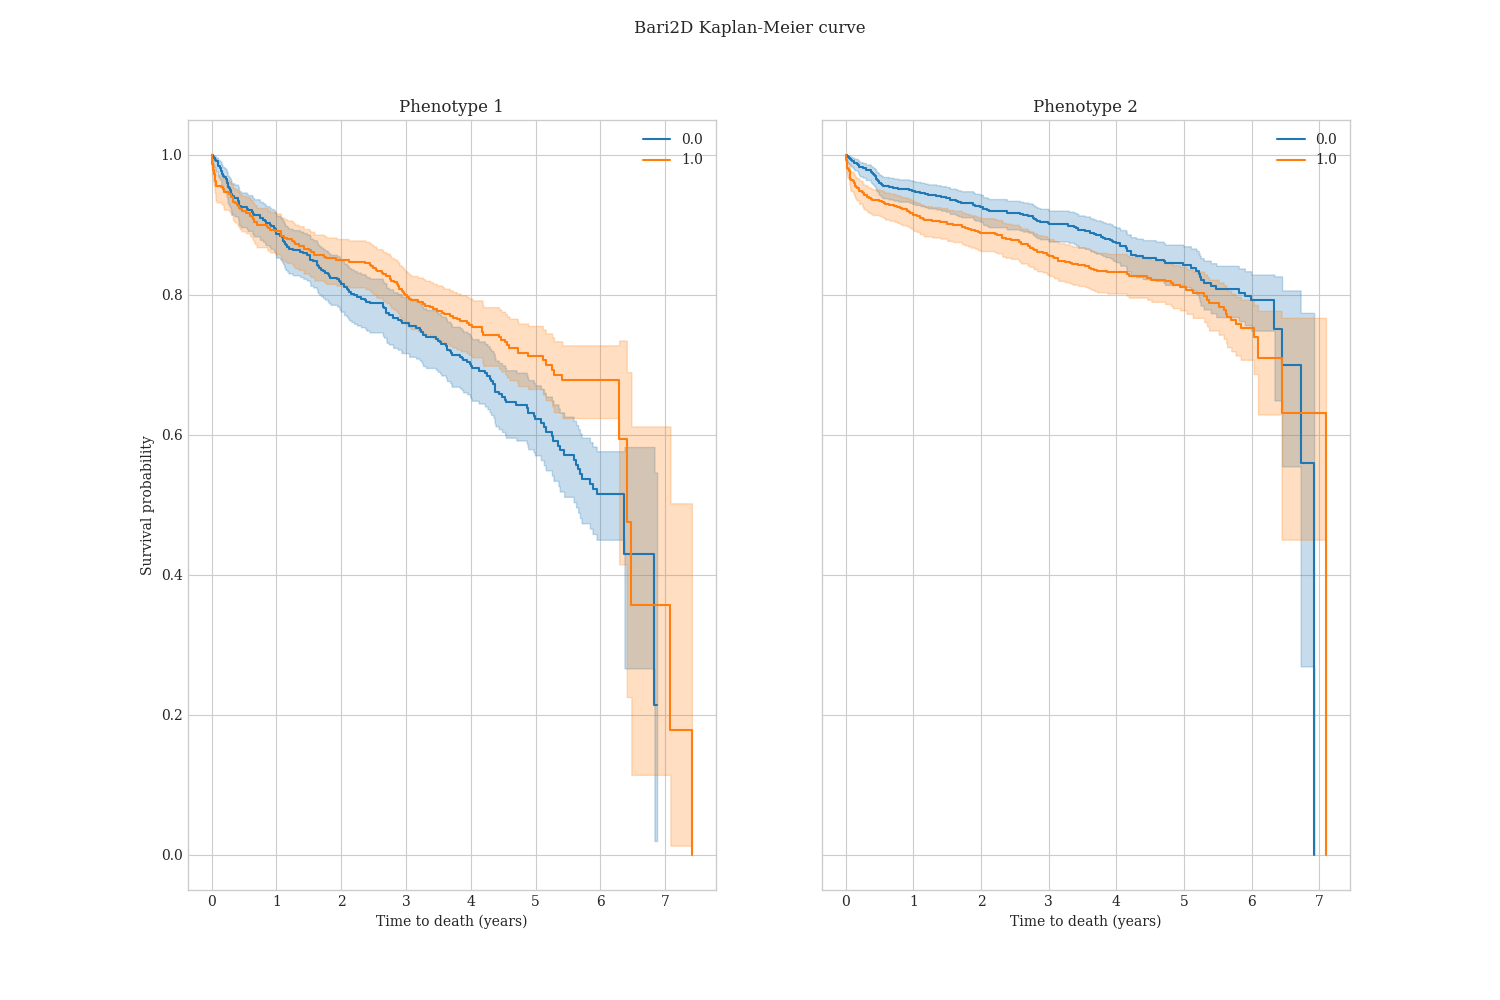 Bari2D Kaplan-Meier curve
Phenotype 1
0.0
1.0
1.0
0.8
0.6
0.4
0.2
0.0
Survival probability
0 1 2 3 4 5 6 7
Time to death (years)
Phenotype 2
0.0
1.0
0 1 2 3 4 5 6 7
Time to death (years)